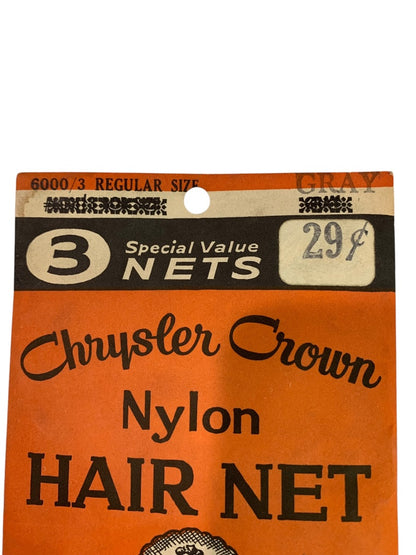 6000/3 REGULAR SIZE GRAY
3 Special Value NETS 29¢
Chrysler Crown
Nylon
HAIR NET